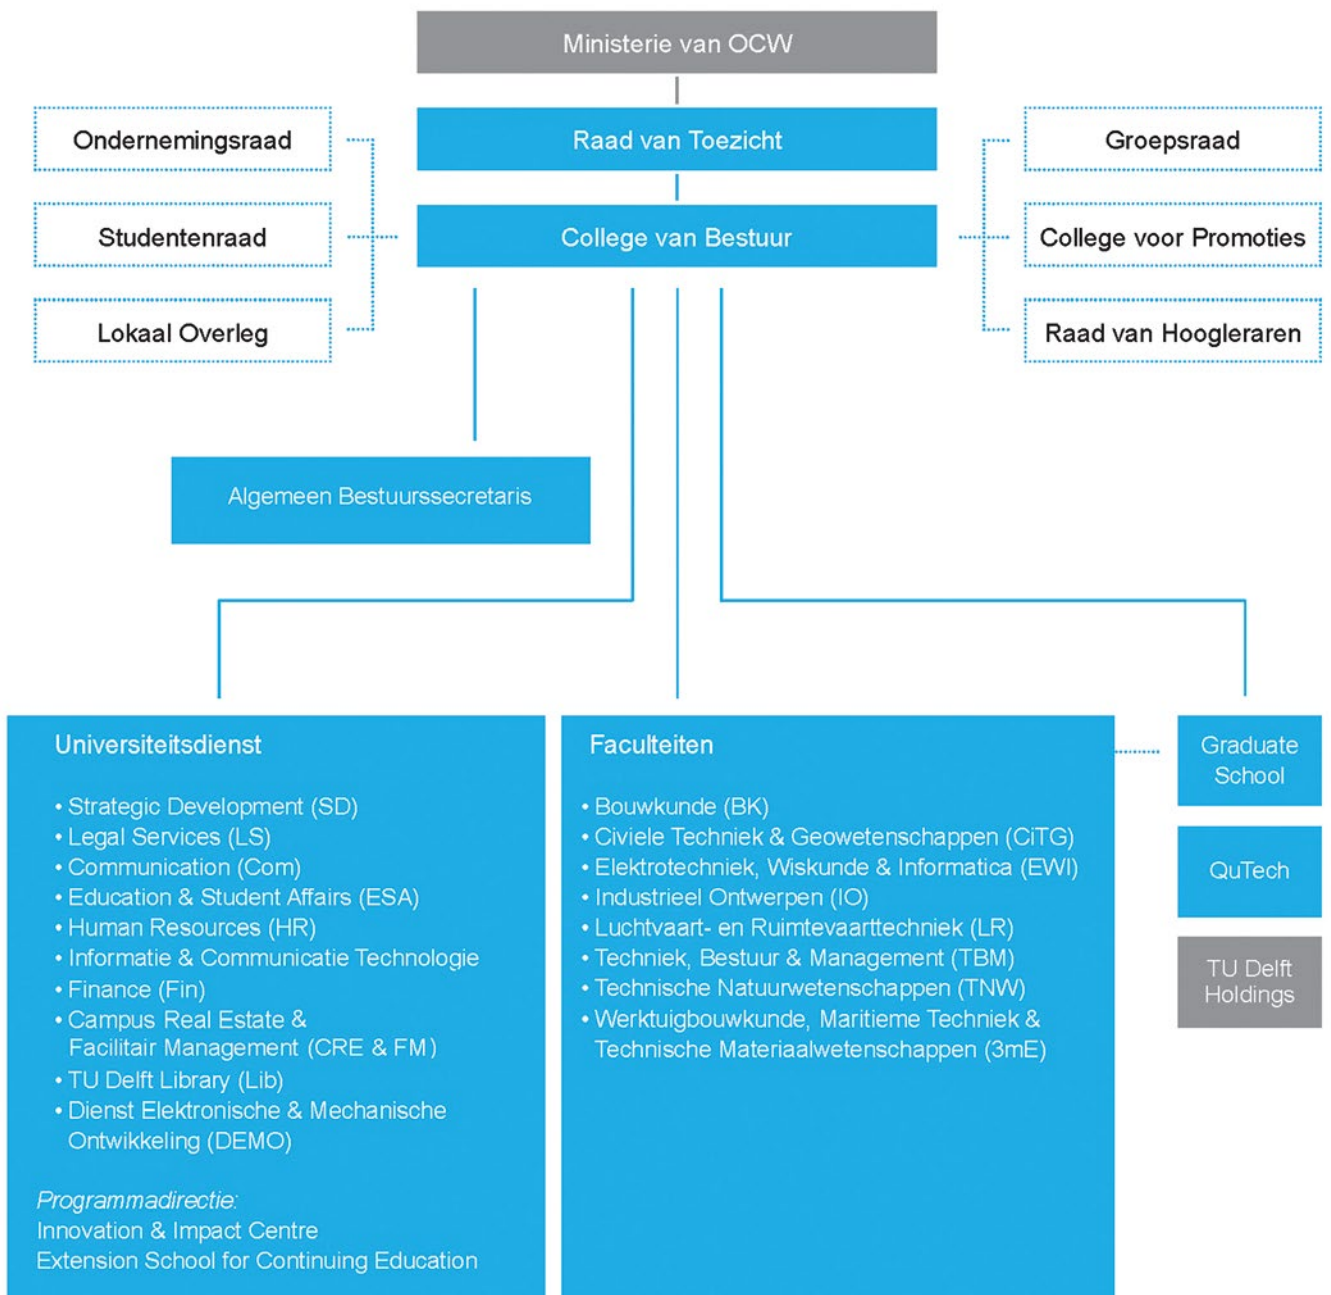 Ministerie van OCW
Ondernemingsraad
Raad van Toezicht
Groepsraad
Studentenraad
College van Bestuur
College voor Promoties
Lokaal Overleg
Raad van Hoogleraren
Algemeen Bestuurssecretaris
Universiteitsdienst
• Strategic Development (SD)
• Legal Services (LS)
• Communication (Com)
• Education & Student Affairs (ESA)
• Human Resources (HR)
• Informatie & Communicatie Technologie
• Finance (Fin)
• Campus Real Estate &
Facilitair Management (CRE & FM)
• TU Delft Library (Lib)
• Dienst Elektronische & Mechanische
Ontwikkeling (DEMO)
Programmadirectie:
Innovation & Impact Centre
Extension School for Continuing Education
Faculteiten
• Bouwkunde (BK)
• Civiele Techniek & Geowetenschappen (CiTG)
• Elektrotechniek, Wiskunde & Informatica (EWI)
• Industrieel Ontwerpen (IO)
• Luchtvaart- en Ruimtevaarttechniek (LR)
• Techniek, Bestuur & Management (TBM)
• Technische Natuurwetenschappen (TNW)
• Werktuigbouwkunde, Maritieme Techniek &
Technische Materiaalwetenschappen (3mE)
Graduate
School
QuTech
TU Delft
Holdings